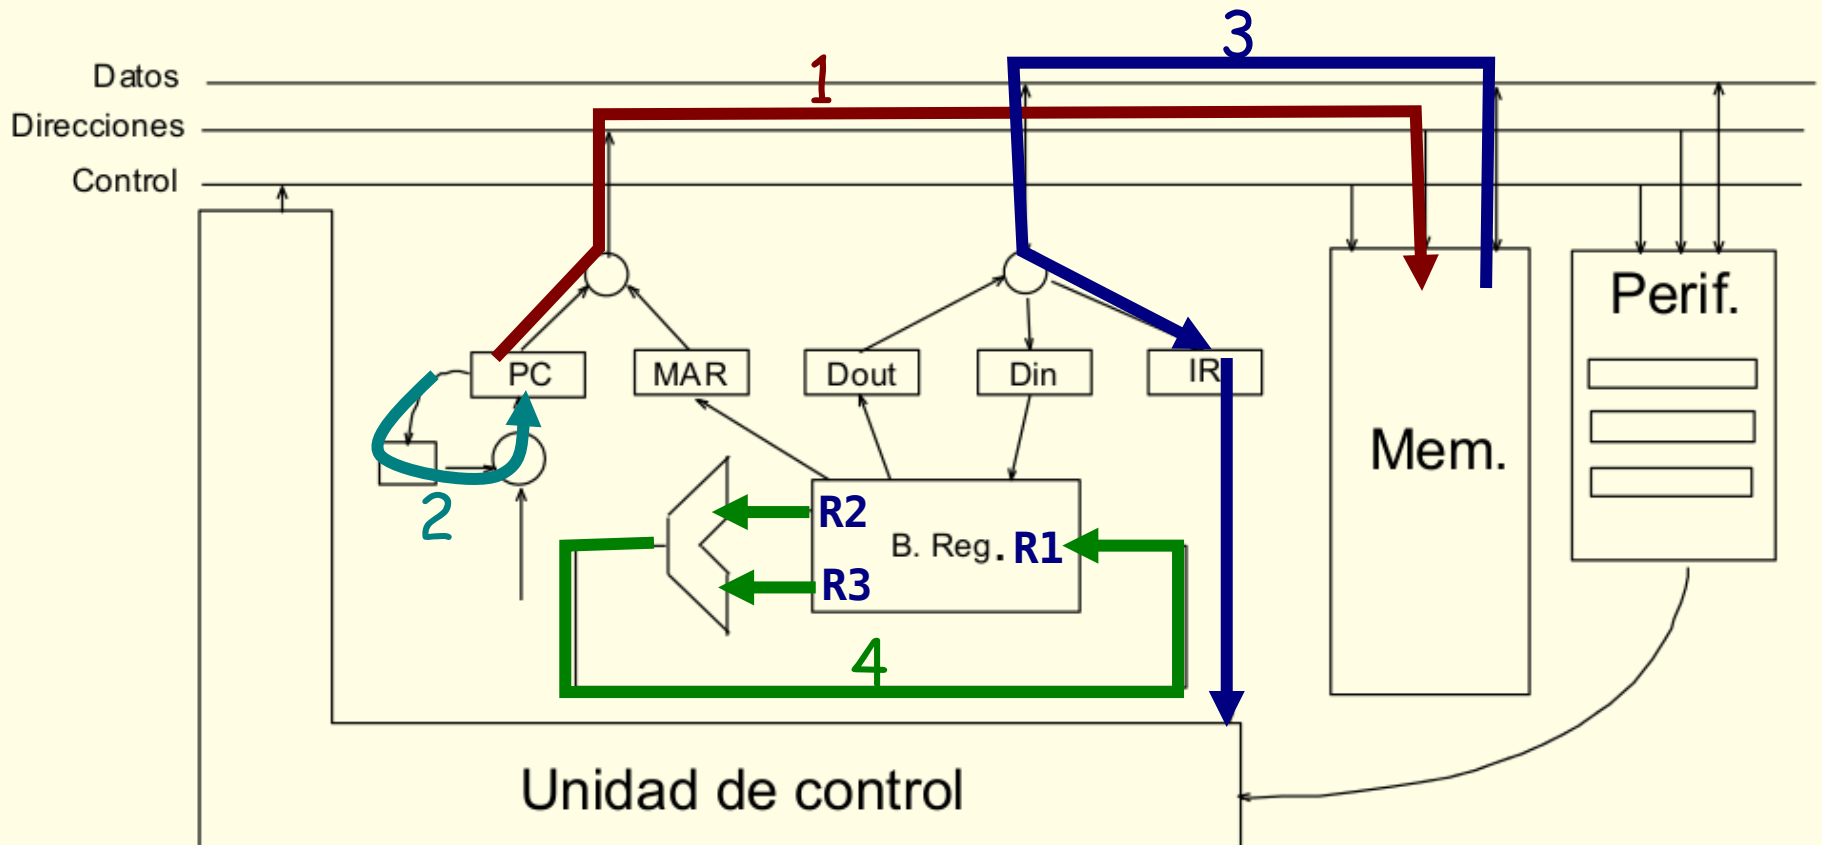 3
1
Datos
Direcciones
Control
Perif.
PC
MAR
Dout
Din
IR
Mem.
2
R2
B. Reg.
R1
R3
4
Unidad de control